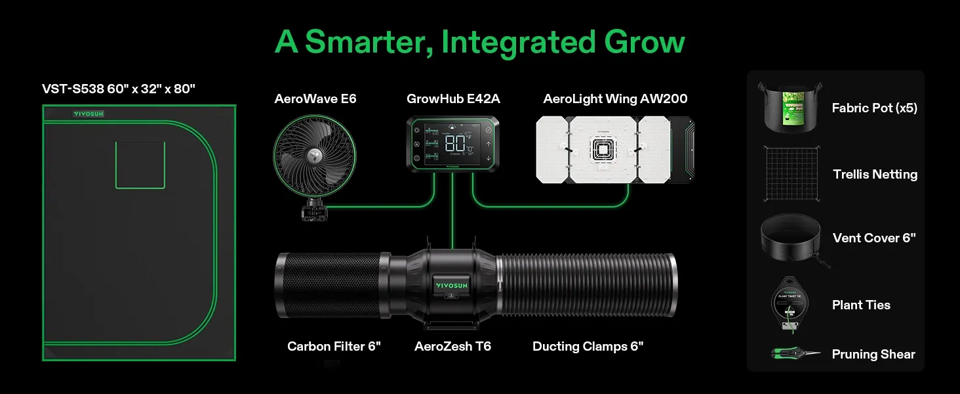 A Smarter, Integrated Grow
VST-S538 60" x 32" x 80"
VIVOSUN
AeroWave E6
GrowHub E42A
AeroLight Wing AW200
80
VIVOSUN
Carbon Filter 6"
AeroZesh T6
Ducting Clamps 6"
Fabric Pot (x5)
Trellis Netting
Vent Cover 6"
Plant Ties
Pruning Shear